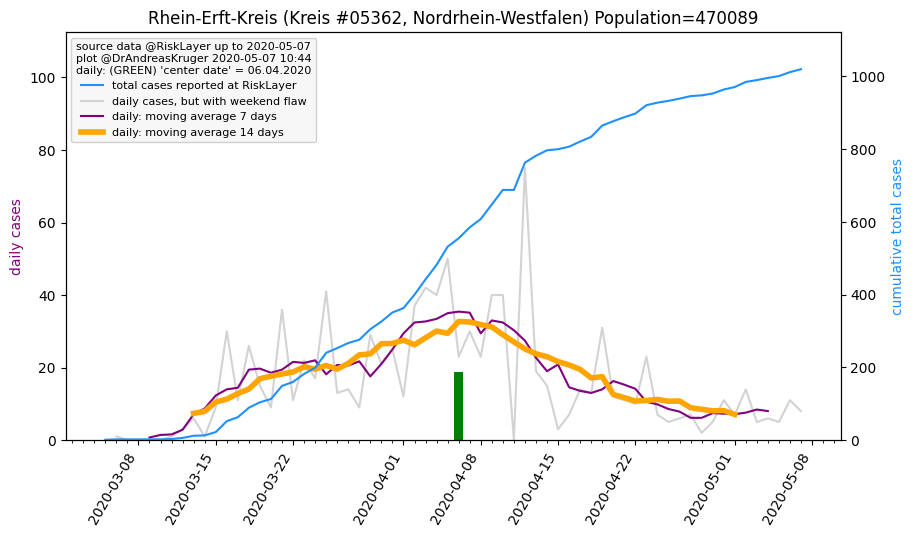 Rhein-Erft-Kreis (Kreis #05362, Nordrhein-Westfalen) Population=470089
source data @RiskLayer up to 2020-05-07
plot @DrAndreasKruger 2020-05-07 10:44
daily: (GREEN) 'center date' = 06.04.2020
total cases reported at RiskLayer
daily cases, but with weekend flaw
daily: moving average 7 days
daily: moving average 14 days
daily cases
100
80
60
40
20
0
cumulative total cases
1000
800
600
400
200
0
2020-03-08
2020-03-15
2020-03-22
2020-04-01
2020-04-08
2020-04-15
2020-04-22
2020-05-01
2020-05-08